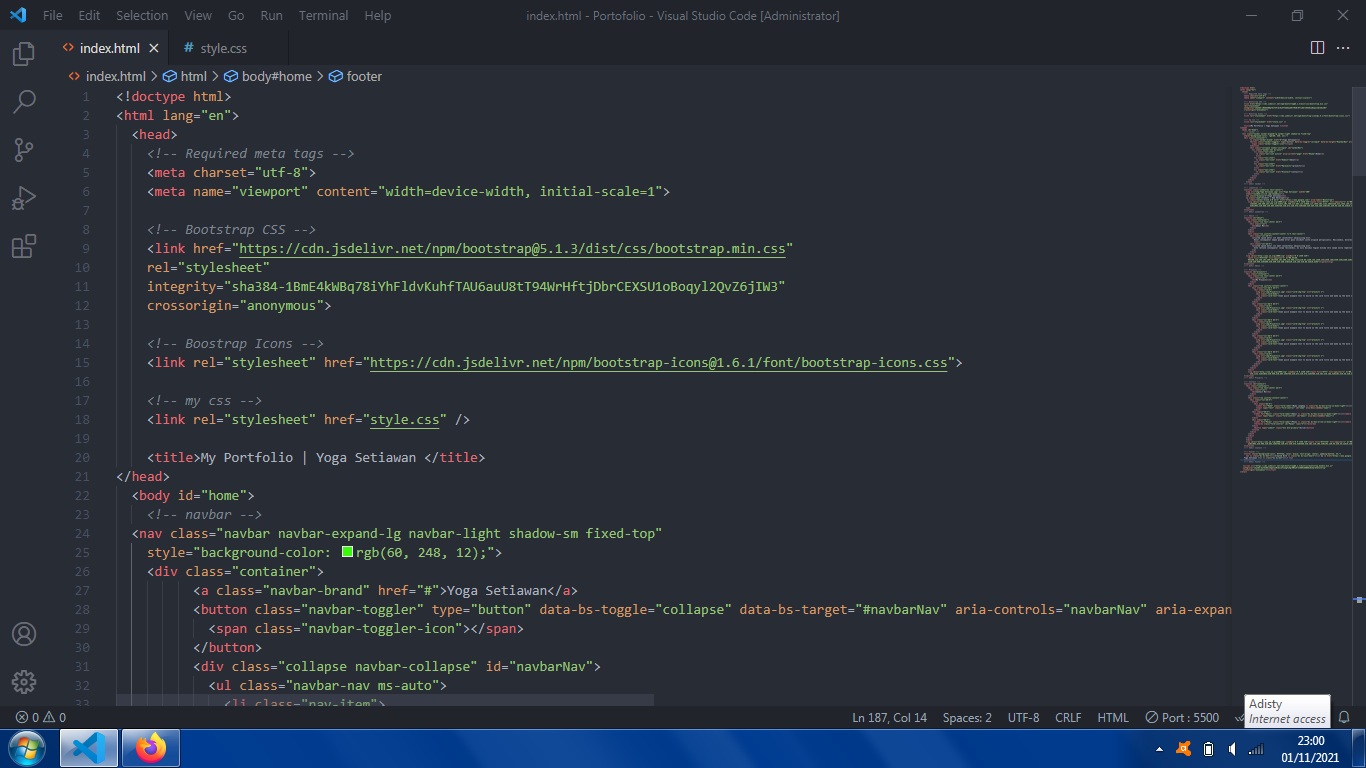 File Edit Selection View Go Run Terminal Help
index.html - Portofolio - Visual Studio Code [Administrator]
index.html
style.css
index.html > html > body#home > footer
1 <!doctype html>
2 <html lang="en">
3 <head>
4 <!-- Required meta tags -->
5 <meta charset="utf-8">
6 <meta name="viewport" content="width=device-width, initial-scale=1">
7
8 <!-- Bootstrap CSS -->
9 <link href="https://cdn.jsdelivr.net/npm/bootstrap@5.1.3/dist/css/bootstrap.min.css"
10 rel="stylesheet"
11 integrity="sha384-1BmE4kWBq78iYhFldvKuhfTAU6auU8tT94WrHftjDbrCEXSU1oBoqyl2QvZ6jIW3"
12 crossorigin="anonymous">
13
14 <!-- Boostrap Icons -->
15 <link rel="stylesheet" href="https://cdn.jsdelivr.net/npm/bootstrap-icons@1.6.1/font/bootstrap-icons.css">
16
17 <!-- my css -->
18 <link rel="stylesheet" href="style.css" />
19
20 <title>My Portfolio | Yoga Setiawan </title>
21 </head>
22 <body id="home">
23 <!-- navbar -->
24 <nav class="navbar navbar-expand-lg navbar-light shadow-sm fixed-top"
25 style="background-color: rgb(60, 248, 12);">
26 <div class="container">
27 <a class="navbar-brand" href="#">Yoga Setiawan</a>
28 <button class="navbar-toggler" type="button" data-bs-toggle="collapse" data-bs-target="#navbarNav" aria-controls="navbarNav" aria-expan
29 <span class="navbar-toggler-icon"></span>
30 </button>
31 <div class="collapse navbar-collapse" id="navbarNav">
32 <ul class="navbar-nav ms-auto">
33 <li class="nav-item">
0 0
Ln 187, Col 14 Spaces: 2 UTF-8 CRLF HTML Port : 5500
Adisty
Internet access
23:00
01/11/2021